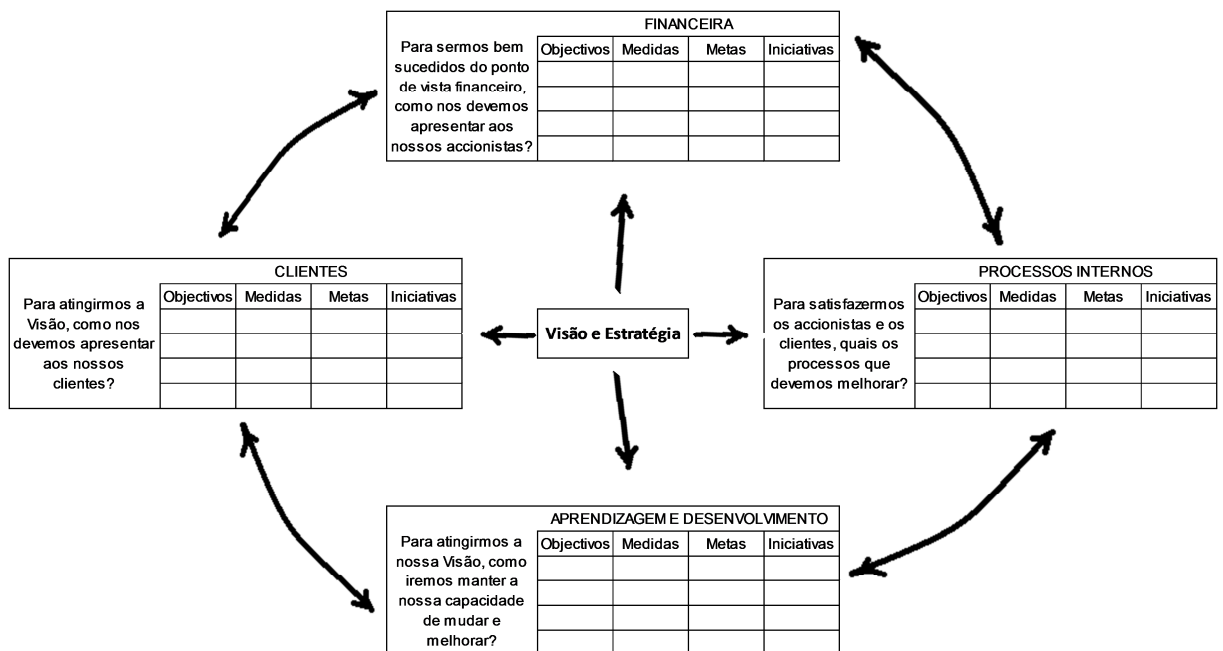 FINANCEIRA
Para sermos bem
sucedidos do ponto
de vista financeiro,
como nos devemos
apresentar aos
nossos accionistas?
Objectivos Medidas Metas Iniciativas
CLIENTES
Para atingirmos a
Visão, como nos
devemos apresentar
aos nossos
clientes?
Objectivos Medidas Metas Iniciativas
Visão e Estratégia
PROCESSOS INTERNOS
Para satisfazermos
os accionistas e os
clientes, quais os
processos que
devemos melhorar?
Objectivos Medidas Metas Iniciativas
APRENDIZAGEM E DESENVOLVIMENTO
Para atingirmos a
nossa Visão, como
iremos manter a
nossa capacidade
de mudar e
melhorar?
Objectivos Medidas Metas Iniciativas